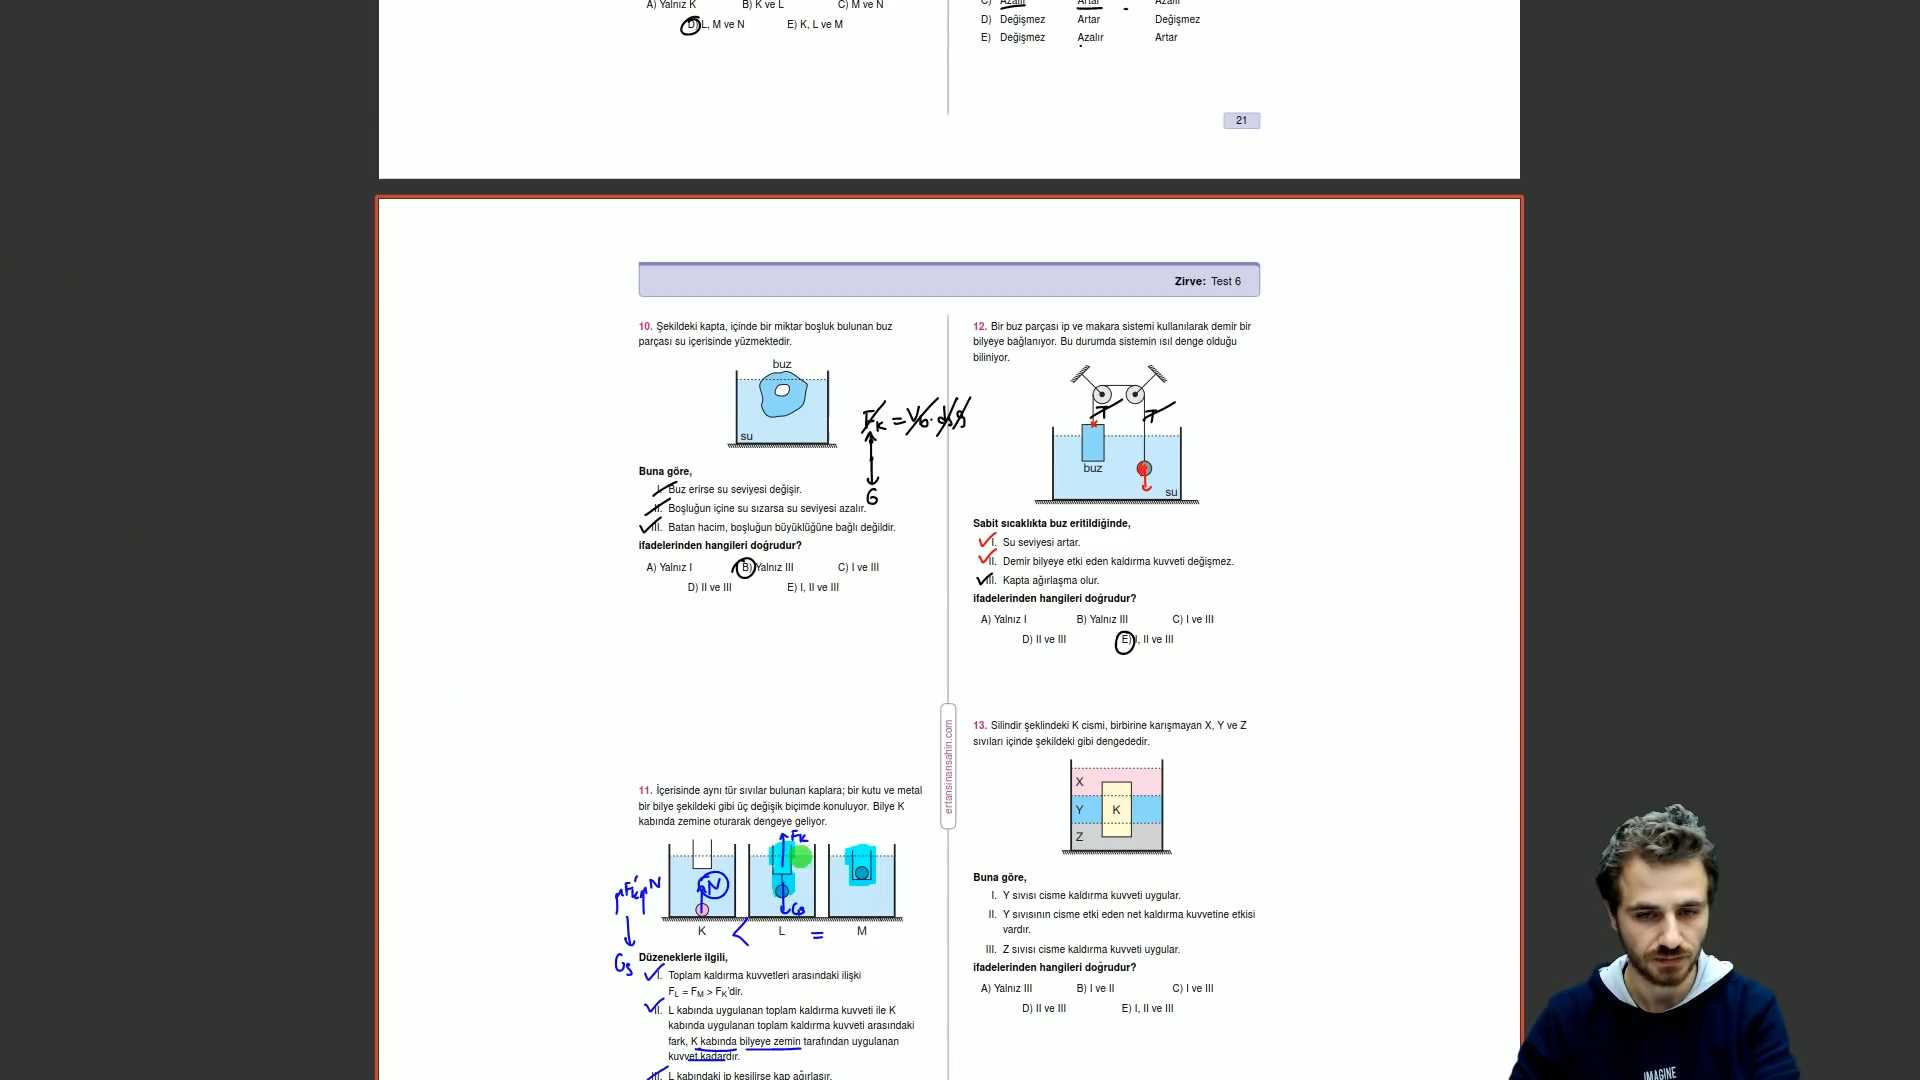 A) Yalnız K B) K ve L C) M ve N
D) L, M ve N E) K, L ve M
C) Azalır Artar Azalır
D) Değişmez Artar Değişmez
E) Değişmez Azalır Artar
21
Zirve: Test 6
10. Şekildeki kapta, içinde bir miktar boşluk bulunan buz
parçası su içerisinde yüzmektedir.
buz
su
Buna göre,
I. Buz erirse su seviyesi değişir.
II. Boşluğun içine su sızarsa su seviyesi azalır.
III. Batan hacim, boşluğun büyüklüğüne bağlı değildir.
ifadelerinden hangileri doğrudur?
A) Yalnız I B) Yalnız III C) I ve III
D) II ve III E) I, II ve III
G
11. İçerisinde aynı tür sıvılar bulunan kaplara; bir kutu ve metal
bir bilye şekildeki gibi üç değişik biçimde konuluyor. Bilye K
kabında zemine oturarak dengeye geliyor.
FK
N
K < L = M
Düzeneklerle ilgili,
I. Toplam kaldırma kuvvetleri arasındaki ilişki
FL = FM > FK'dir.
II. L kabında uygulanan toplam kaldırma kuvveti ile K
kabında uygulanan toplam kaldırma kuvveti arasındaki
fark, K kabında bilyeye zemin tarafından uygulanan
kuvvet kadardır.
III. L kabındaki ip kesilirse kap ağırlaşır.
ertansinansahin.com
12. Bir buz parçası ip ve makara sistemi kullanılarak demir bir
bilyeye bağlanıyor. Bu durumda sistemin ısıl denge olduğu
biliniyor.
T T
buz
su
Sabit sıcaklıkta buz eritildiğinde,
I. Su seviyesi artar.
II. Demir bilyeye etki eden kaldırma kuvveti değişmez.
III. Kapta ağırlaşma olur.
ifadelerinden hangileri doğrudur?
A) Yalnız I B) Yalnız III C) I ve III
D) II ve III E) I, II ve III
13. Silindir şeklindeki K cismi, birbirine karışmayan X, Y ve Z
sıvıları içinde şekildeki gibi dengededir.
X
Y K
Z
Buna göre,
I. Y sıvısı cisme kaldırma kuvveti uygular.
II. Y sıvısının cisme etki eden net kaldırma kuvvetine etkisi
vardır.
III. Z sıvısı cisme kaldırma kuvveti uygular.
ifadelerinden hangileri doğrudur?
A) Yalnız III B) I ve II C) I ve III
D) II ve III E) I, II ve III
IMAGINE